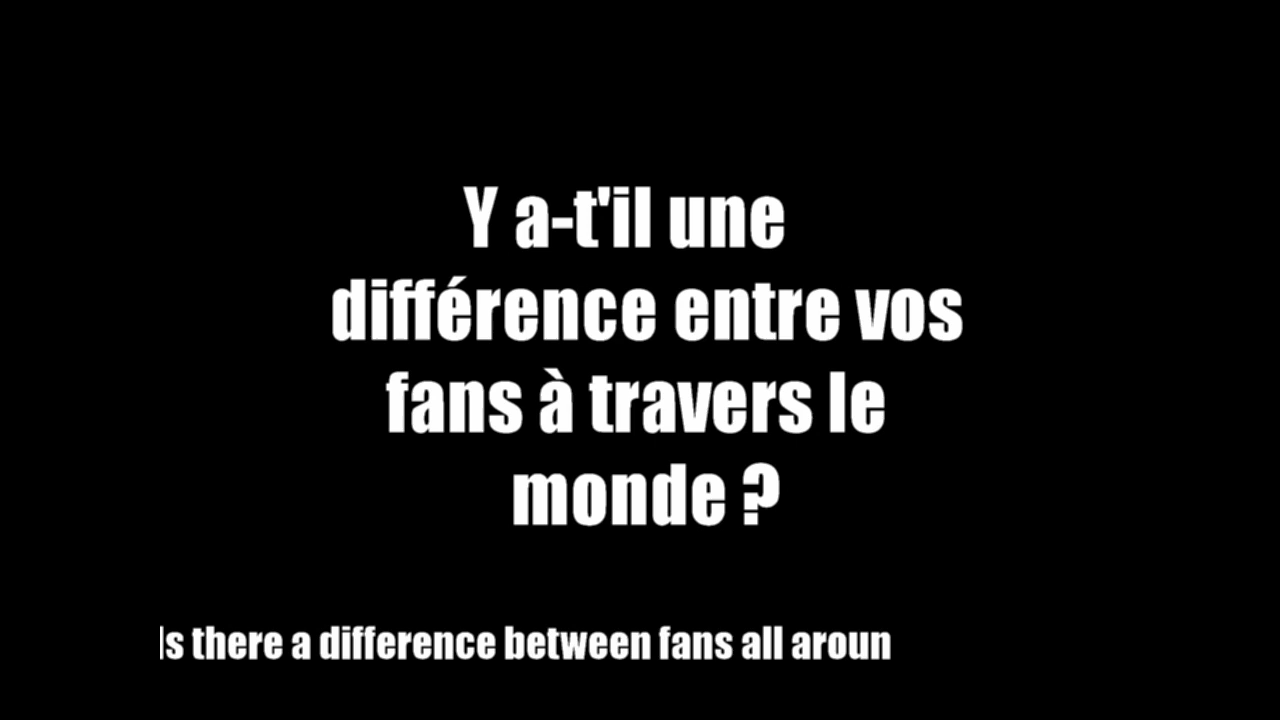 Y a-t'il une
différence entre vos
fans à travers le
monde ?
Is there a difference between fans all aroun